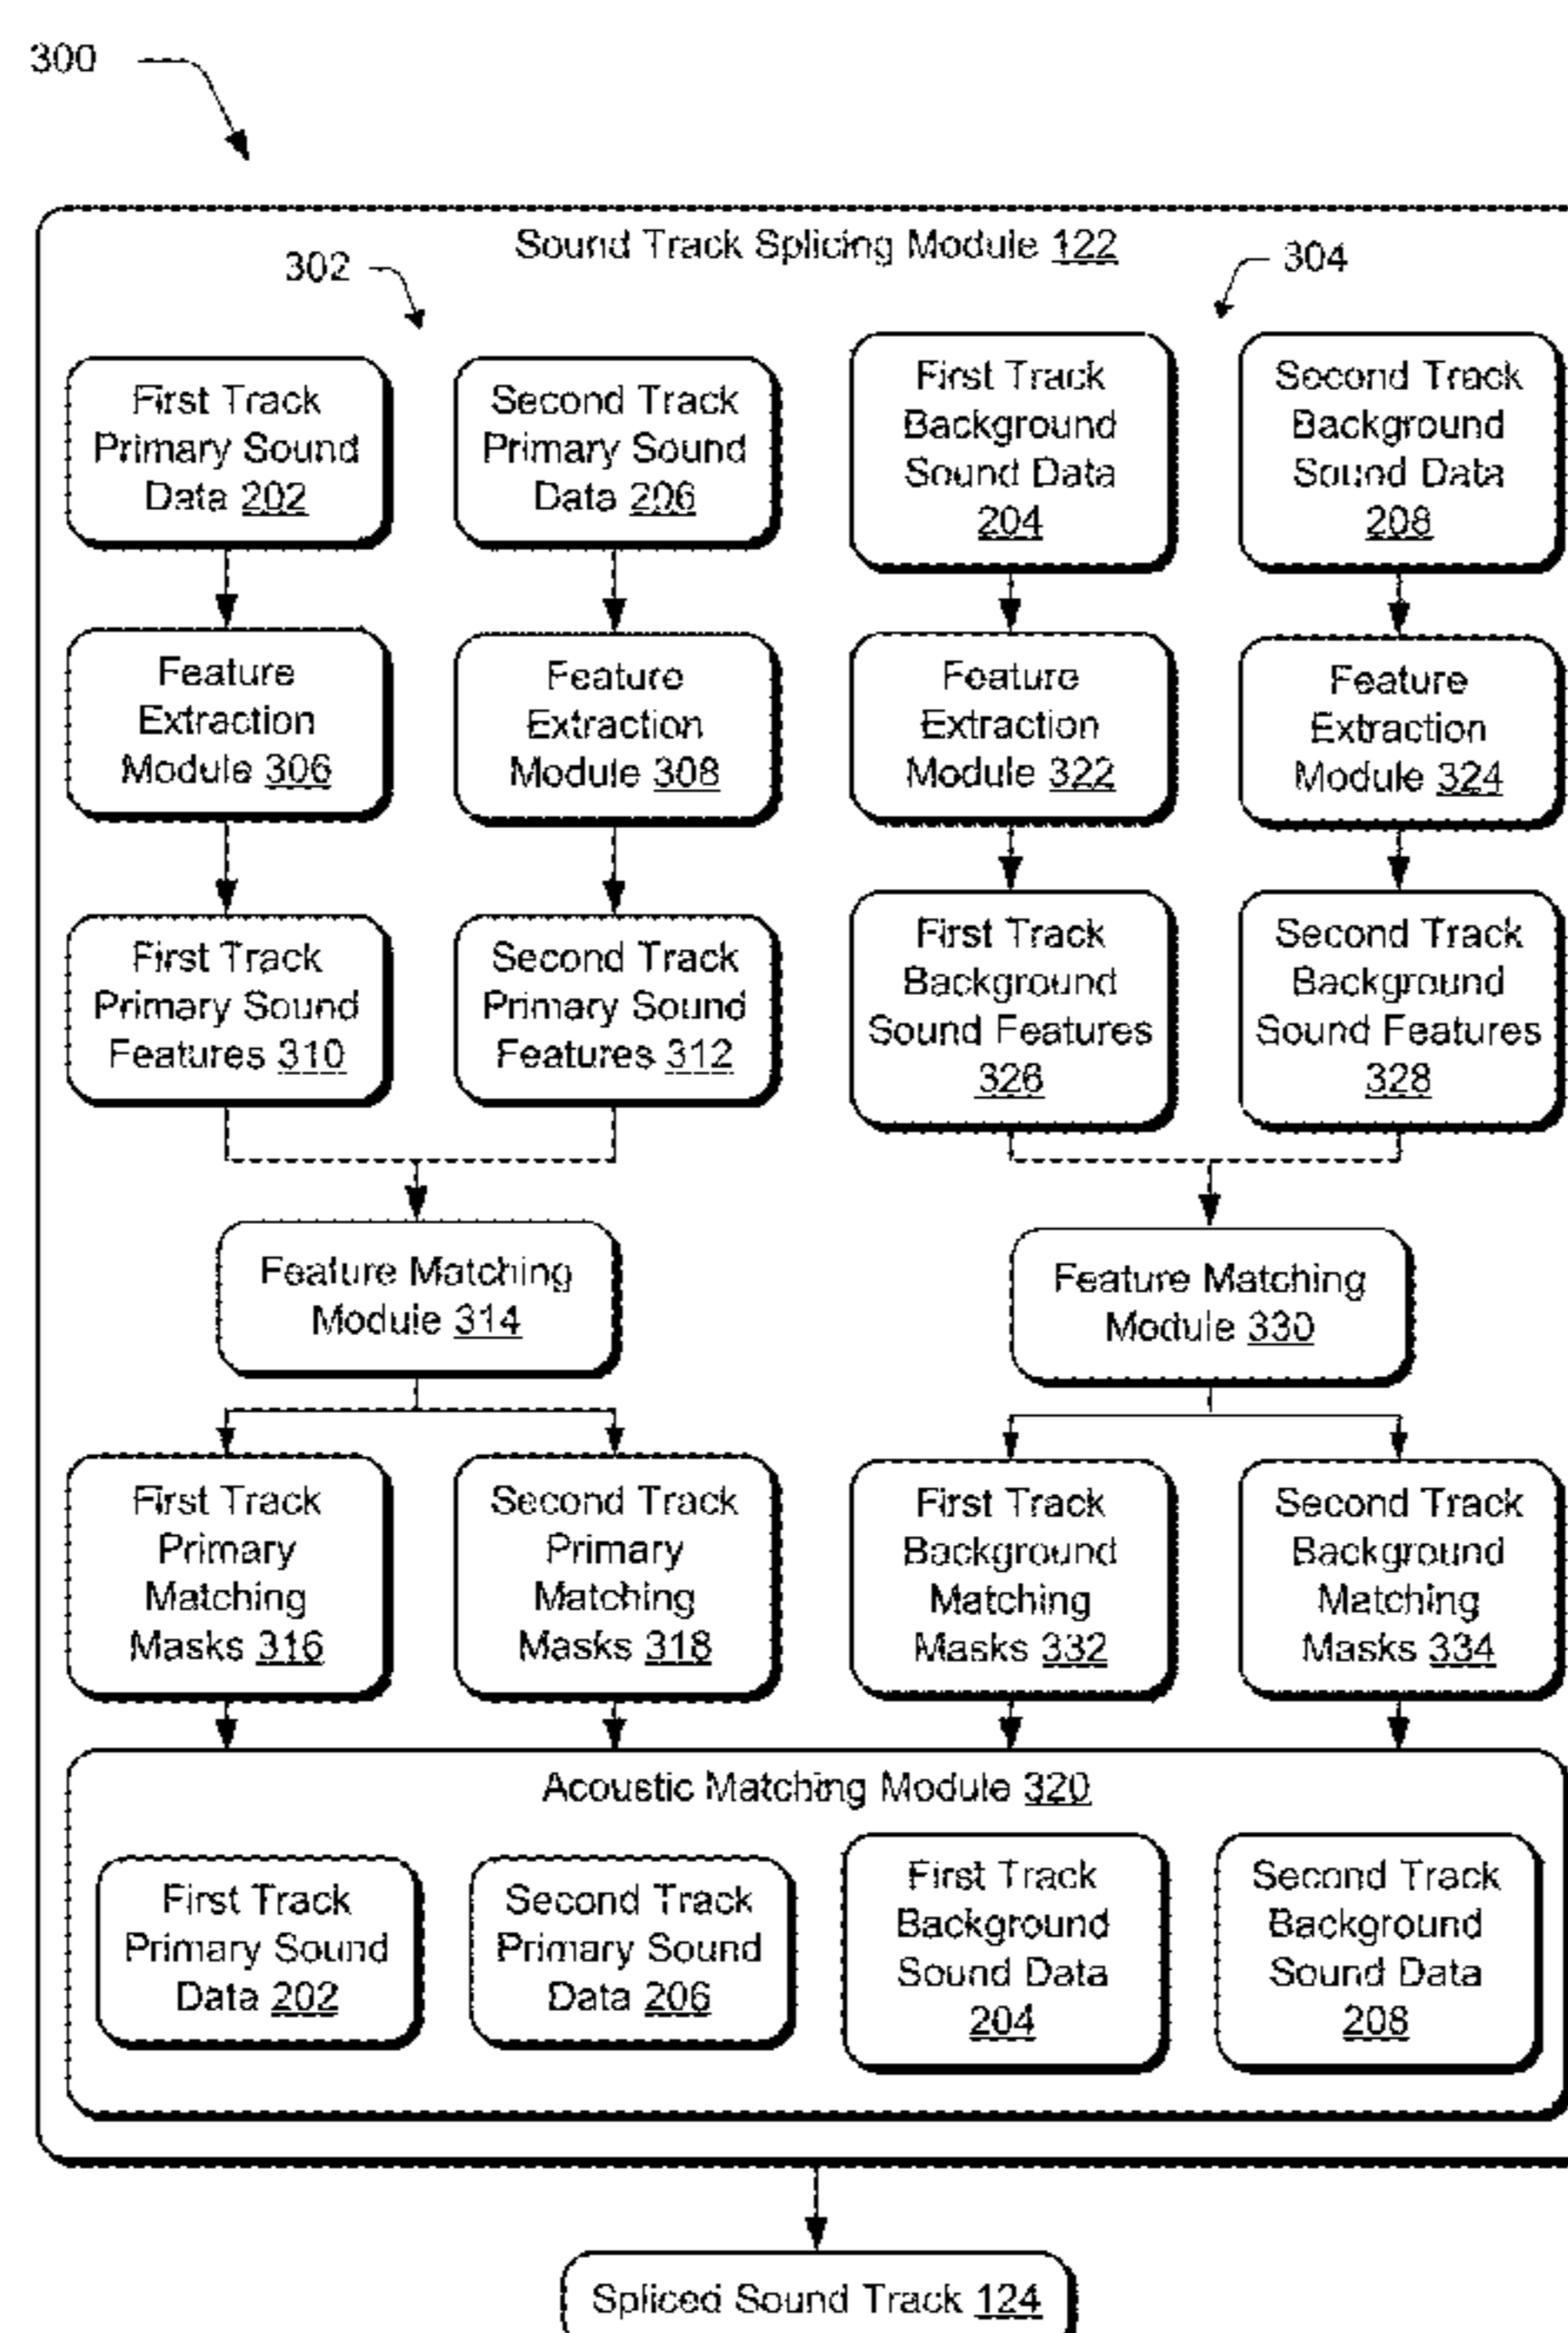 300
Sound Track Splicing Module 122
302
304
First Track
Primary Sound
Data 202
Second Track
Primary Sound
Data 206
First Track
Background
Sound Data
204
Second Track
Background
Sound Data
208
Feature
Extraction
Module 306
Feature
Extraction
Module 308
Feature
Extraction
Module 322
Feature
Extraction
Module 324
First Track
Primary Sound
Features 310
Second Track
Primary Sound
Features 312
First Track
Background
Sound Features
326
Second Track
Background
Sound Features
328
Feature Matching
Module 314
Feature Matching
Module 330
First Track
Primary
Matching
Masks 316
Second Track
Primary
Matching
Masks 318
First Track
Background
Matching
Masks 332
Second Track
Background
Matching
Masks 334
Acoustic Matching Module 320
First Track
Primary Sound
Data 202
Second Track
Primary Sound
Data 206
First Track
Background
Sound Data
204
Second Track
Background
Sound Data
208
Spliced Sound Track 124